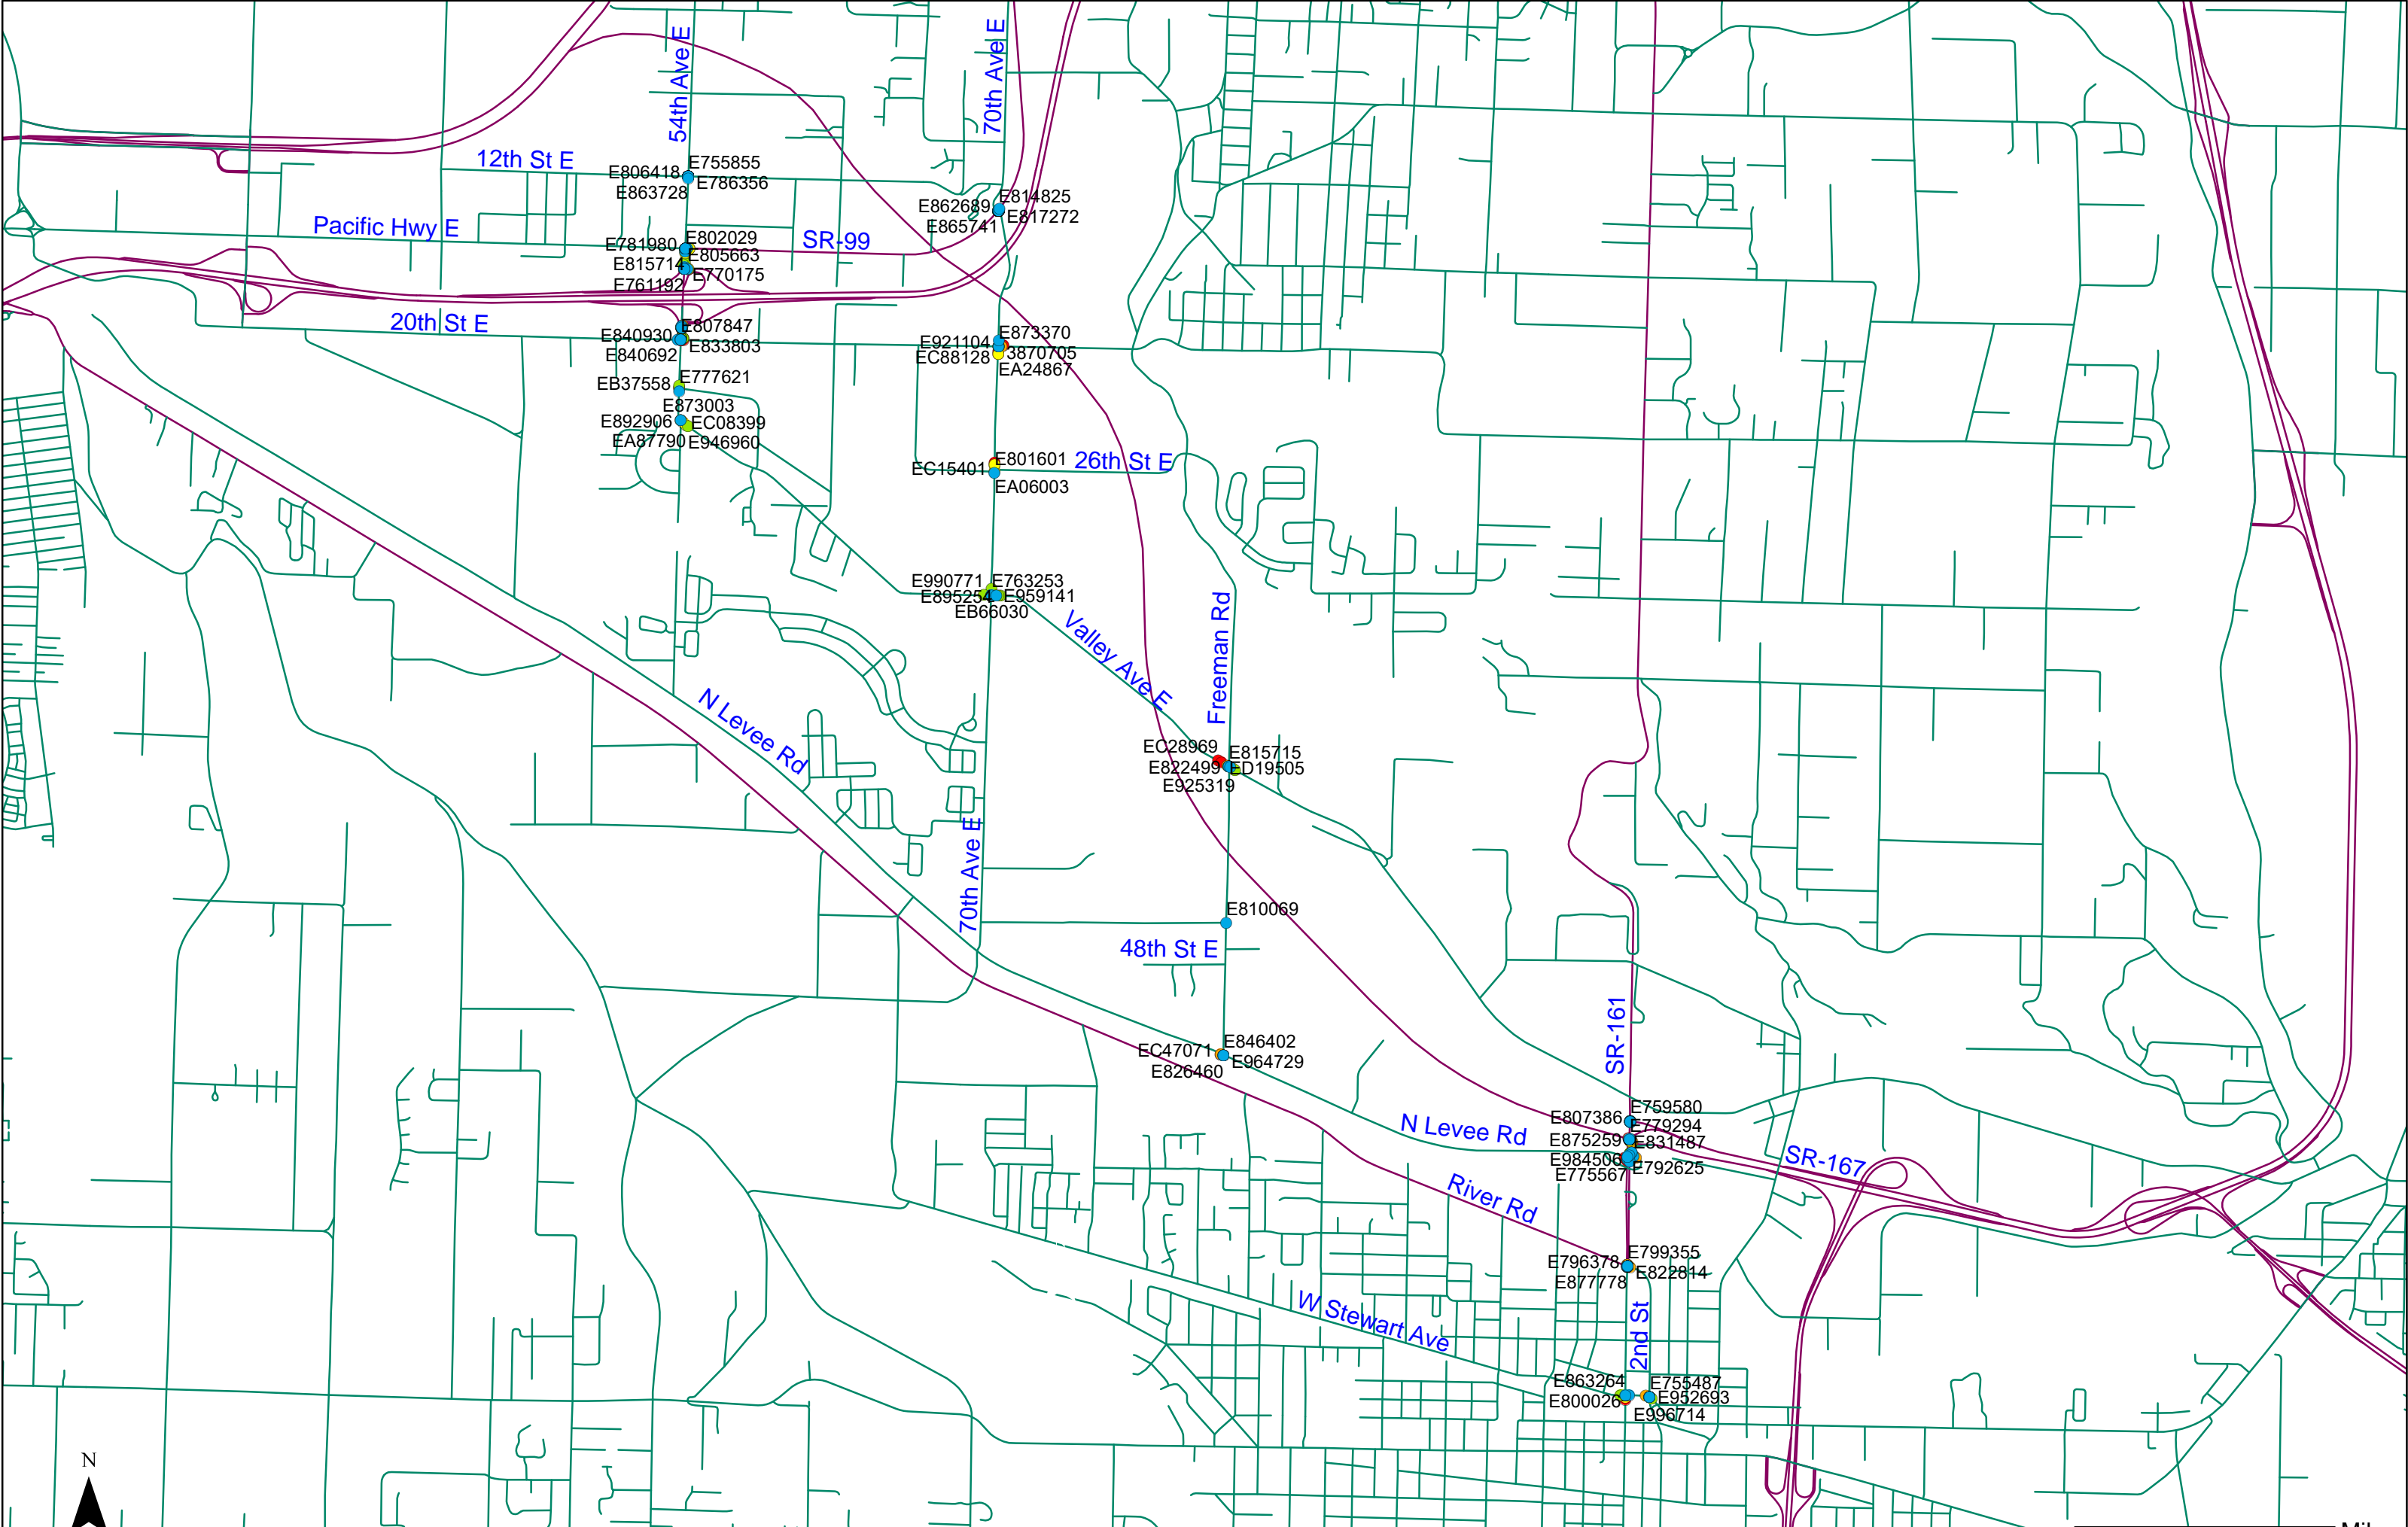 54th Ave E
70th Ave E
12th St E
E755855
E806418
E786356
E863728
E814825
E862689
E817272
E865741
Pacific Hwy E
SR-99
E802029
E781980
E805663
E815714
E770175
E761192
20th St E
E807847
E840930
E833803
E840692
E873370
E921104
3870705
EC88128
EA24867
E777621
EB37558
E873003
E892906
EC08399
EA87790
E946960
E801601
26th St E
EC15401
EA06003
E990771
E763253
E895254
E959141
EB66030
Valley Ave E
Freeman Rd
N Levee Rd
EC28969
E815715
E822499
ED19505
E925319
70th Ave E
E810069
48th St E
SR-161
E846402
EC47071
E964729
E826460
N Levee Rd
E759580
E807386
E779294
E875259
E831487
E984506
E792625
E775567
SR-167
River Rd
E799355
E796378
E822814
E877778
W Stewart Ave
2nd St
E863264
E755487
E800026
E952693
E996714
N